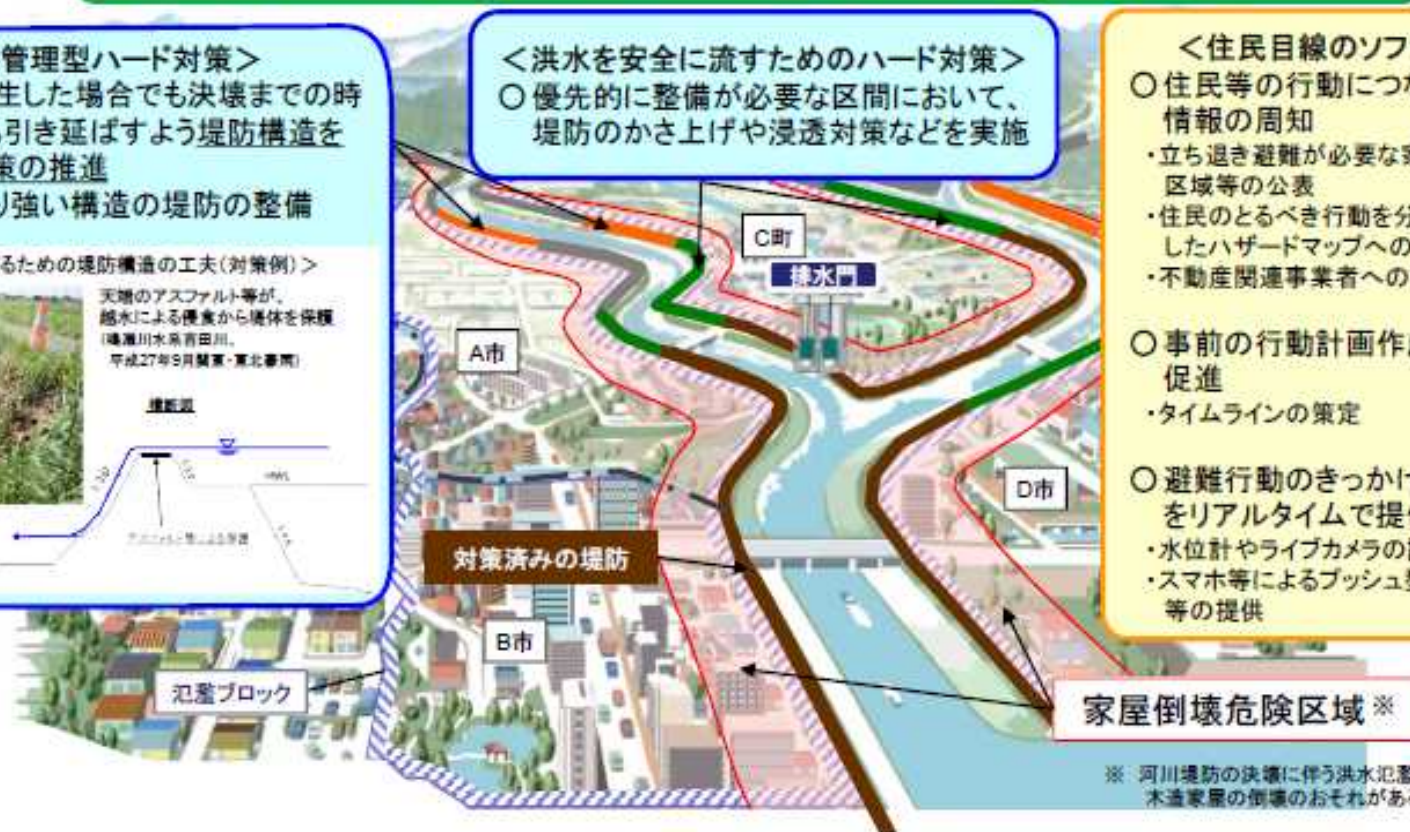 管理型ハード対策＞
生した場合でも決壊までの時
引き延ばすよう堤防構造を
策の推進
強い構造の堤防の整備
るための堤防構造の工夫(対策例)＞
天端のアスファルト等が、
越水による侵食から堤体を保護
平成27年9月関東・東北豪雨)
横断図
＜洪水を安全に流すためのハード対策＞
○優先的に整備が必要な区間において、
堤防のかさ上げや浸透対策などを実施
＜住民目線のソフ
○住民等の行動につな
情報の周知
・立ち退き避難が必要な
区域等の公表
・住民のとるべき行動を分
したハザードマップへの
・不動産関連事業者への
○事前の行動計画作
促進
・タイムラインの策定
○避難行動のきっかけ
をリアルタイムで提
・水位計やライブカメラの
・スマホ等によるプッシュ
等の提供
C町
排水門
A市
D市
対策済みの堤防
B市
氾濫ブロック
家屋倒壊危険区域※
※ 河川堤防の決壊に伴う洪水氾濫
木造家屋の倒壊のおそれがある